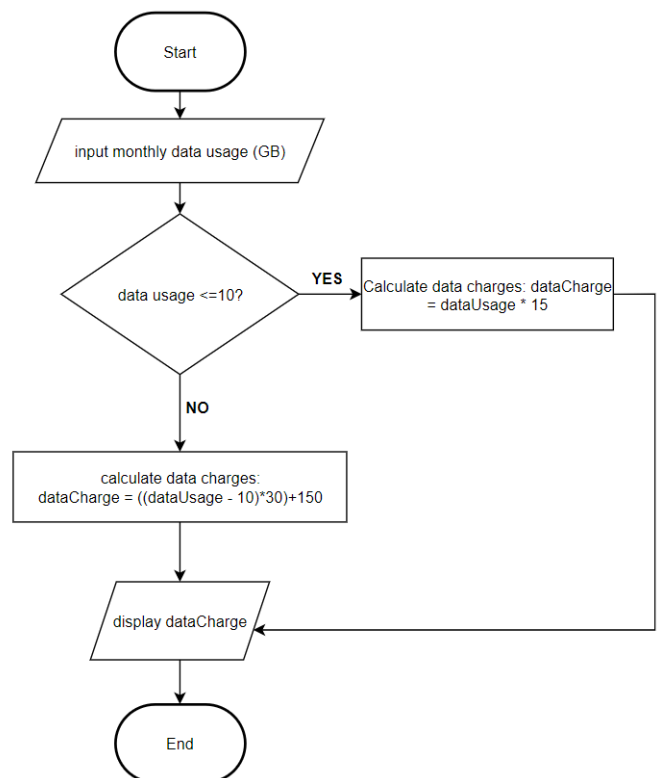 Start
input monthly data usage (GB)
data usage <=10?
YES
Calculate data charges: dataCharge
= dataUsage * 15
NO
calculate data charges:
dataCharge = ((dataUsage - 10)*30)+150
display dataCharge
End